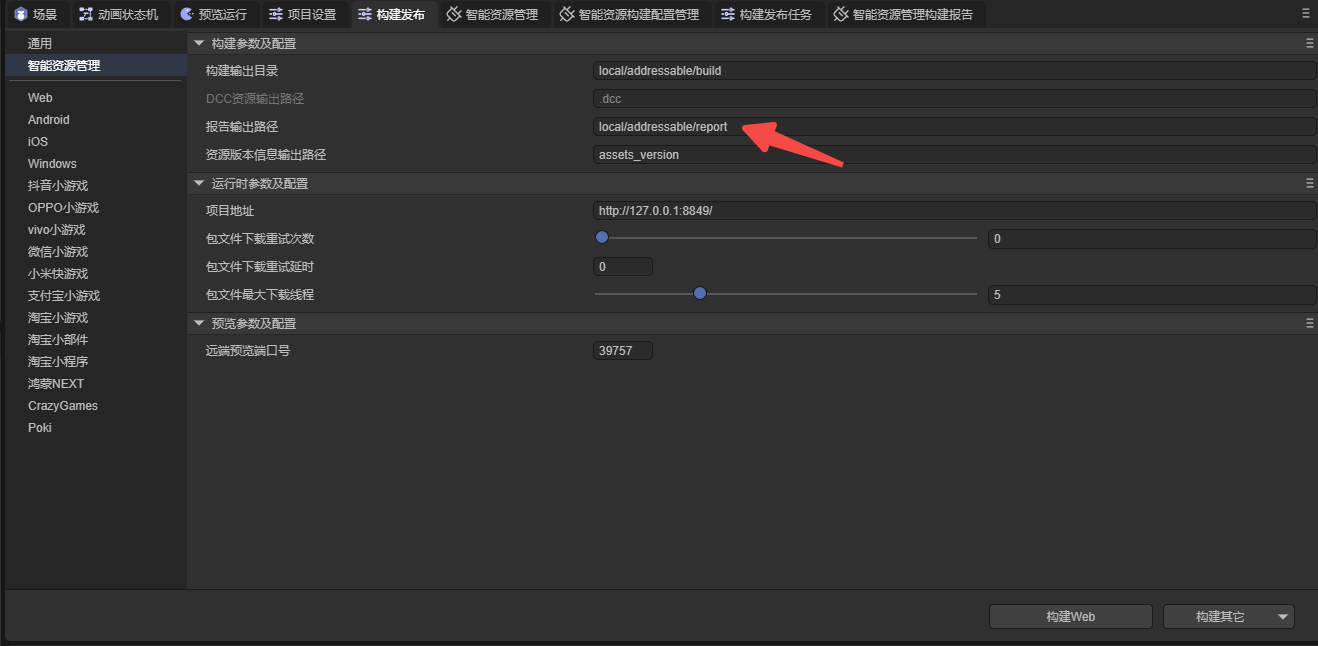 场景 动画状态机 预览运行 项目设置 构建发布 智能资源管理 智能资源构建配置管理 构建发布任务 智能资源管理构建报告
通用
智能资源管理
Web
Android
iOS
Windows
抖音小游戏
OPPO小游戏
vivo小游戏
微信小游戏
小米快游戏
支付宝小游戏
淘宝小游戏
淘宝小部件
淘宝小程序
鸿蒙NEXT
CrazyGames
Poki
构建参数及配置
构建输出目录 local/addressable/build
DCC资源输出路径 .dcc
报告输出路径 local/addressable/report
资源版本信息输出路径 assets_version
运行时参数及配置
项目地址 http://127.0.0.1:8849/
包文件下载重试次数 0
包文件下载重试延时 0
包文件最大下载线程 5
预览参数及配置
远端预览端口号 39757
构建Web 构建其它